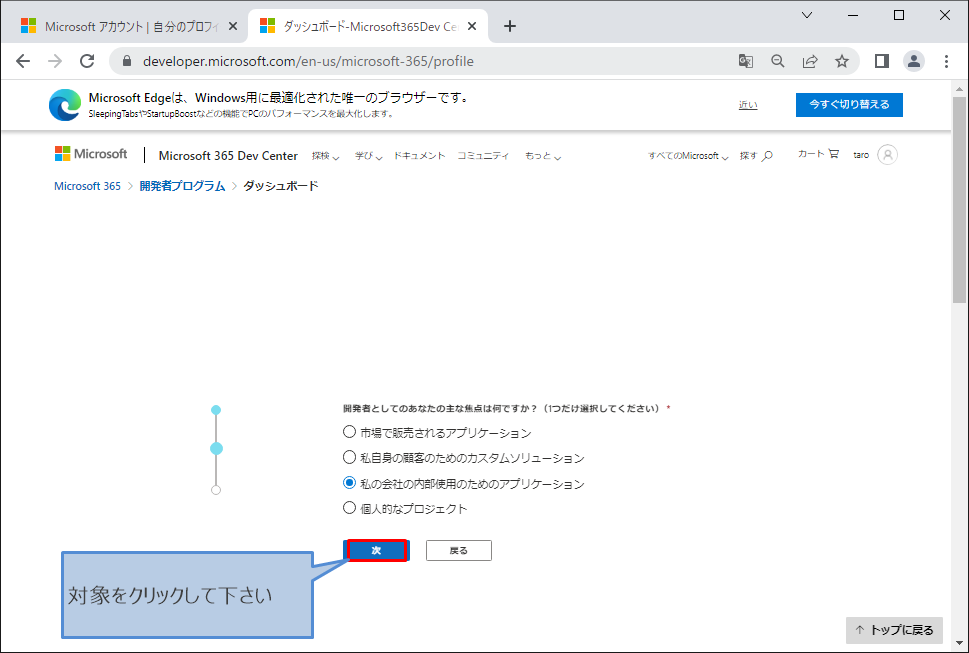 Microsoft アカウント | 自分のプロフィ
ダッシュボード-Microsoft365Dev Ce
developer.microsoft.com/en-us/microsoft-365/profile
Microsoft Edgeは、Windows用に最適化された唯一のブラウザーです。
SleepingTabsやStartupBoostなどの機能でPCのパフォーマンスを最大化します。
近い
今すぐ切り替える
Microsoft
Microsoft 365 Dev Center
探検
学び
ドキュメント
コミュニティ
もっと
すべてのMicrosoft
探す
カート
taro
Microsoft 365 > 開発者プログラム > ダッシュボード
開発者としてのあなたの主な焦点は何ですか？（1つだけ選択してください） *
市場で販売されるアプリケーション
私自身の顧客のためのカスタムソリューション
私の会社の内部使用のためのアプリケーション
個人的なプロジェクト
次
戻る
対象をクリックして下さい
↑ トップに戻る